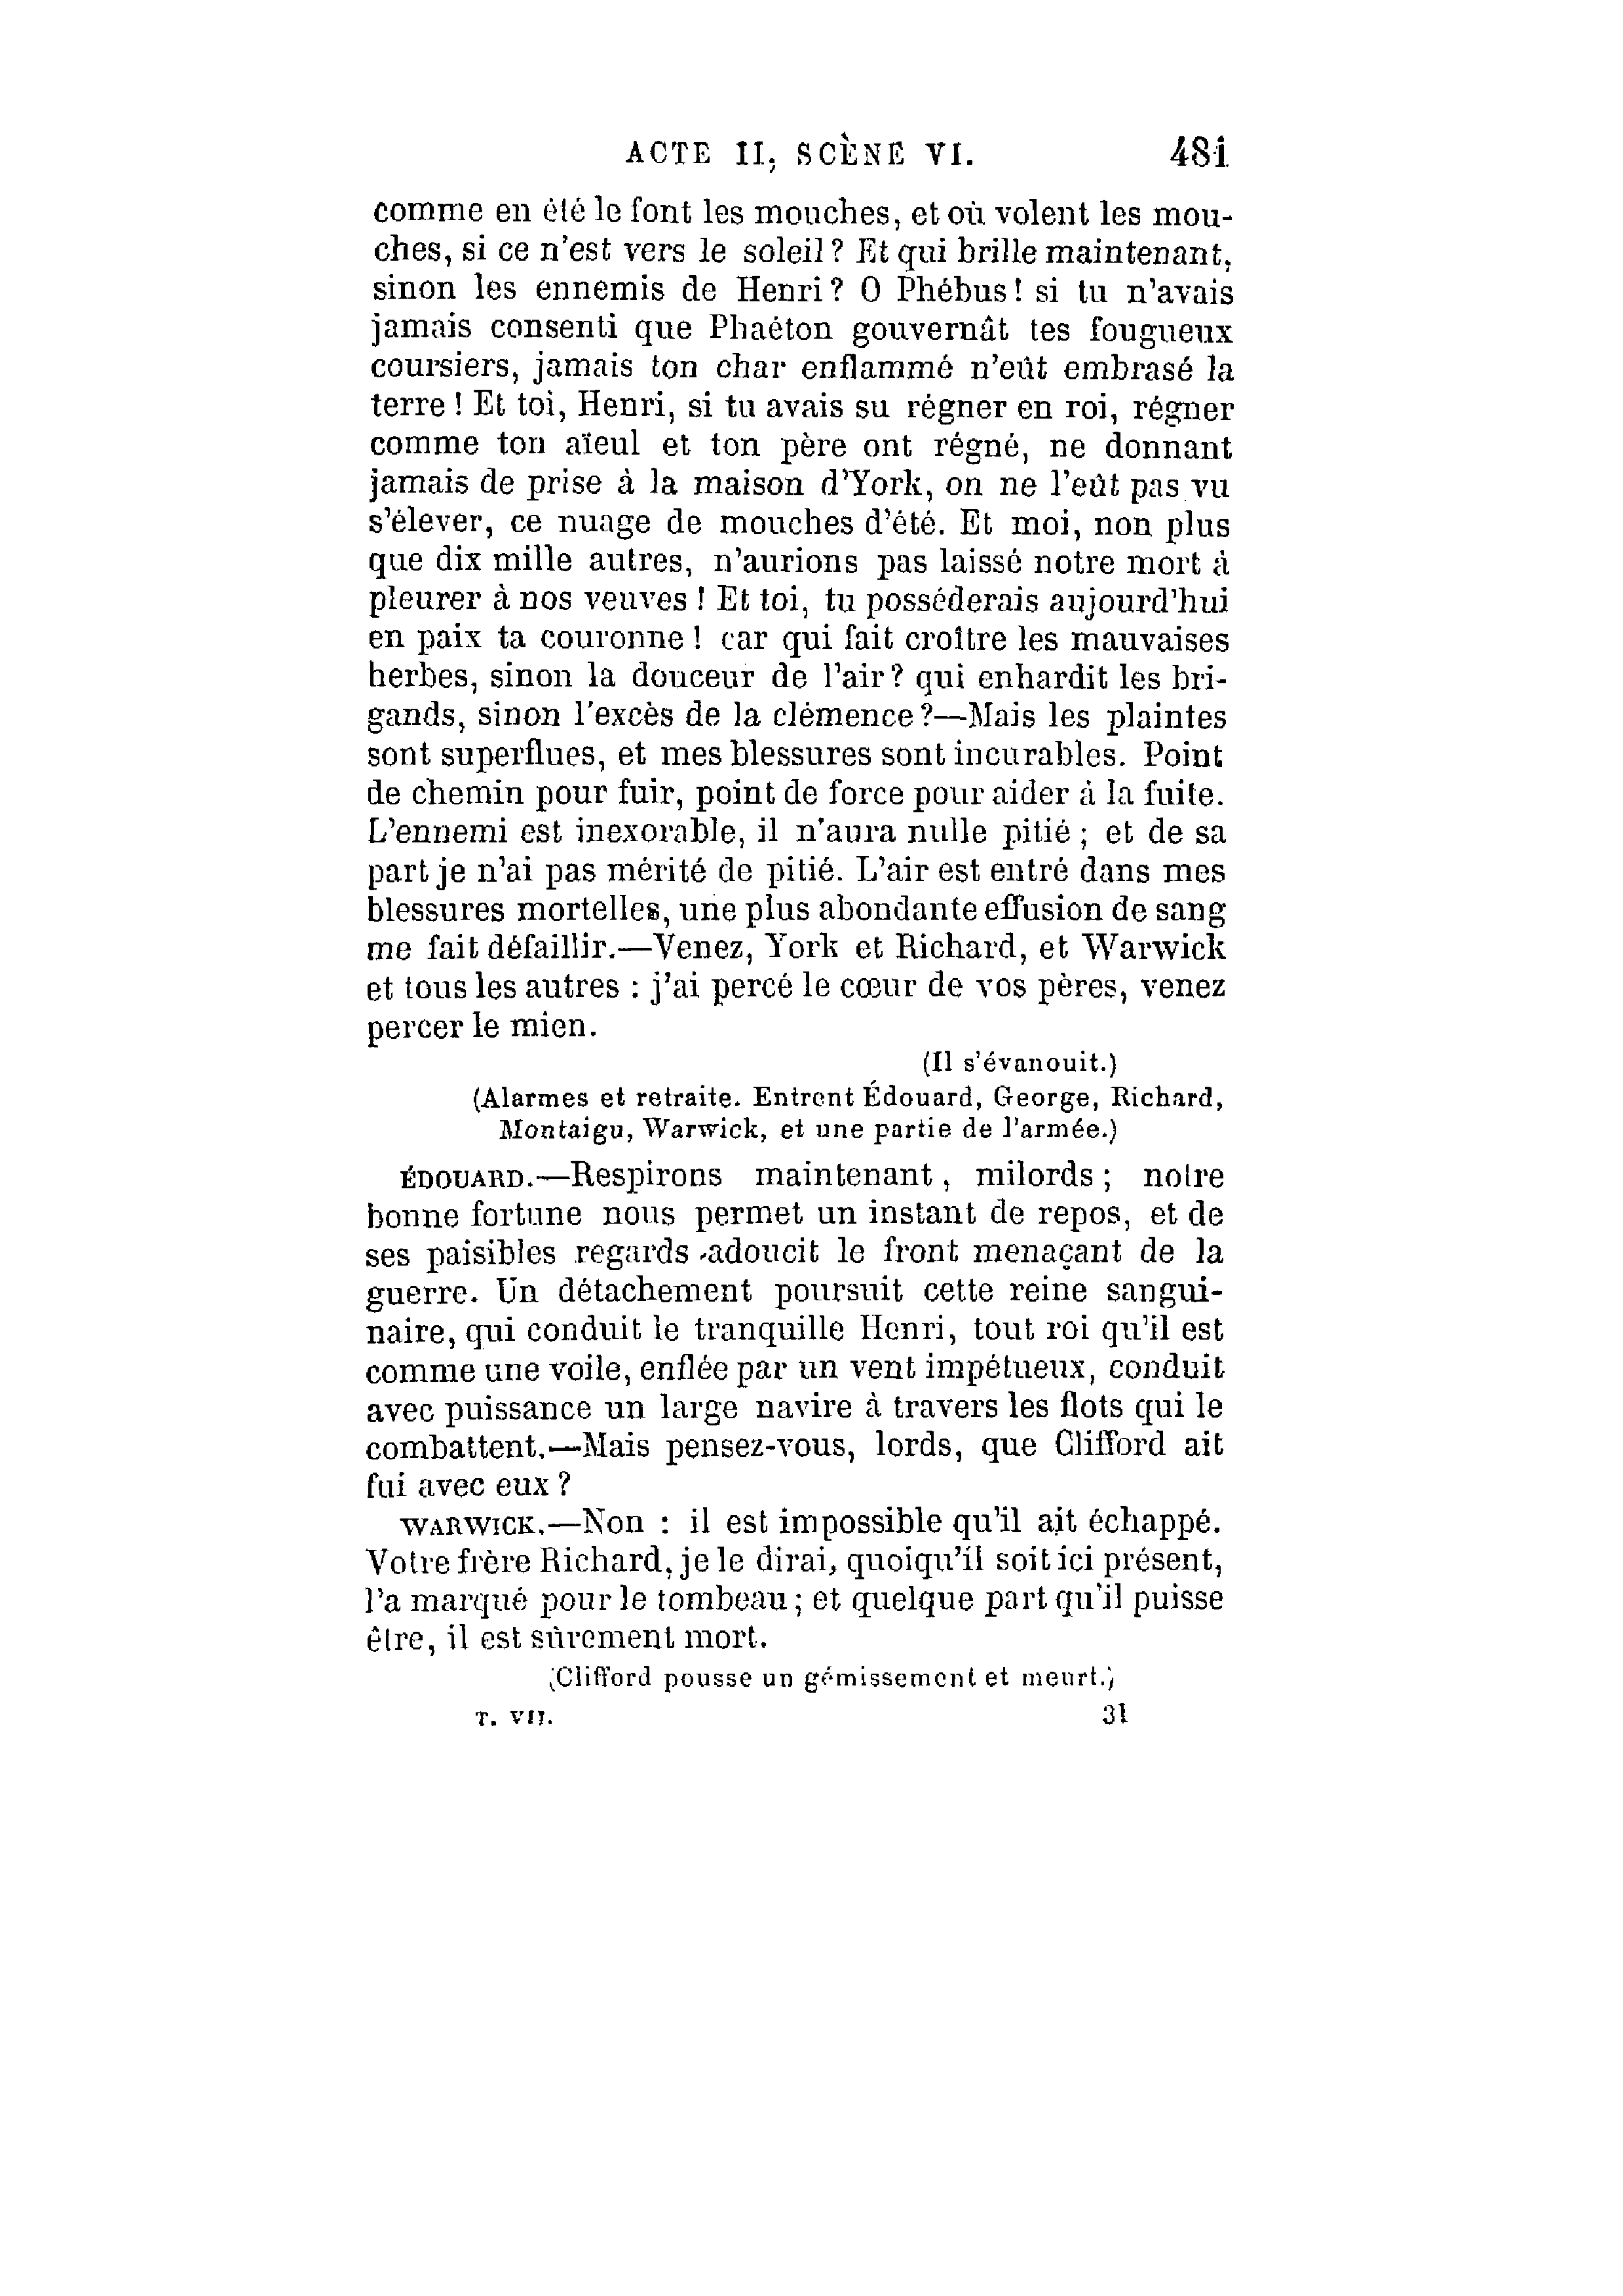 ACTE II, SCÈNE VI. 481
comme en été le font les mouches, et où volent les mou-
ches, si ce n'est vers le soleil ? Et qui brille maintenant,
sinon les ennemis de Henri ? O Phébus ! si tu n'avais
jamais consenti que Phaéton gouvernât tes fougueux
coursiers, jamais ton char enflammé n'eût embrasé la
terre ! Et toi, Henri, si tu avais su régner en roi, régner
comme ton aïeul et ton père ont régné, ne donnant
jamais de prise à la maison d'York, on ne l'eût pas vu
s'élever, ce nuage de mouches d'été. Et moi, non plus
que dix mille autres, n'aurions pas laissé notre mort à
pleurer à nos veuves ! Et toi, tu posséderais aujourd'hui
en paix ta couronne ! car qui fait croître les mauvaises
herbes, sinon la douceur de l'air ? qui enhardit les bri-
gands, sinon l'excès de la clémence ?—Mais les plaintes
sont superflues, et mes blessures sont incurables. Point
de chemin pour fuir, point de force pour aider à la fuite.
L'ennemi est inexorable, il n'aura nulle pitié ; et de sa
part je n'ai pas mérité de pitié. L'air est entré dans mes
blessures mortelles, une plus abondante effusion de sang
me fait défaillir.—Venez, York et Richard, et Warwick
et tous les autres : j'ai percé le cœur de vos pères, venez
percer le mien.
(Il s'évanouit.)
(Alarmes et retraite. Entrent Édouard, George, Richard,
Montaigu, Warwick, et une partie de l'armée.)
ÉDOUARD.—Respirons maintenant, milords ; notre
bonne fortune nous permet un instant de repos, et de
ses paisibles regards adoucit le front menaçant de la
guerre. Un détachement poursuit cette reine sangui-
naire, qui conduit le tranquille Henri, tout roi qu'il est
comme une voile, enflée par un vent impétueux, conduit
avec puissance un large navire à travers les flots qui le
combattent.—Mais pensez-vous, lords, que Clifford ait
fui avec eux ?
WARWICK.—Non : il est impossible qu'il ait échappé.
Votre frère Richard, je le dirai, quoiqu'il soit ici présent,
l'a marqué pour le tombeau ; et quelque part qu'il puisse
être, il est sûrement mort.
(Clifford pousse un gémissement et meurt.)
T. VII. 31